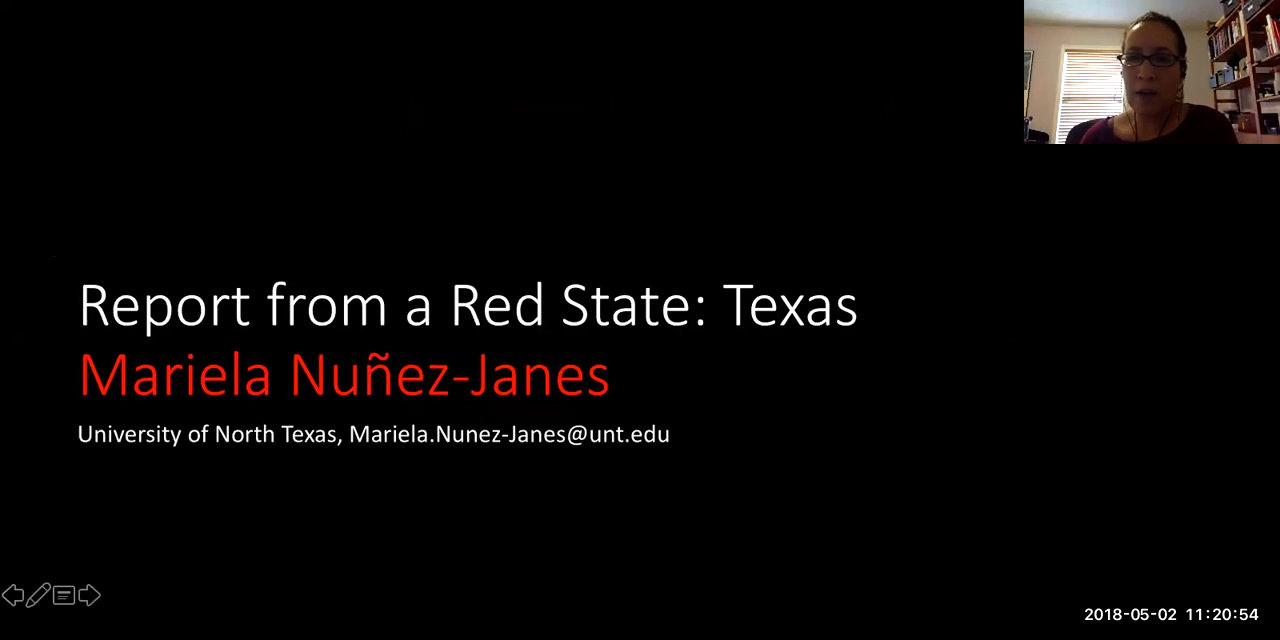 Report from a Red State: Texas
Mariela Nuñez-Janes
University of North Texas, Mariela.Nunez-Janes@unt.edu
2018-05-02 11:20:54